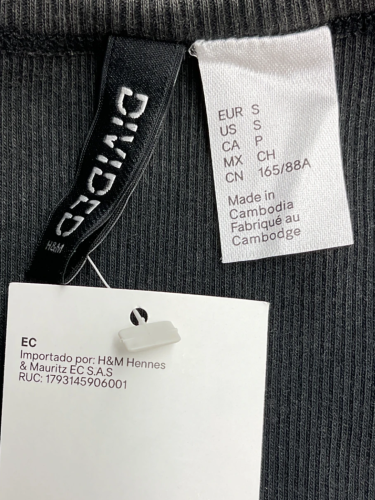 DIVIDED
H&M
EUR S
US S
CA P
MX CH
CN 165/88A
Made in
Cambodia
Fabriqué au
Cambodge
EC
Importado por: H&M Hennes
& Mauritz EC S.A.S
RUC: 1793145906001